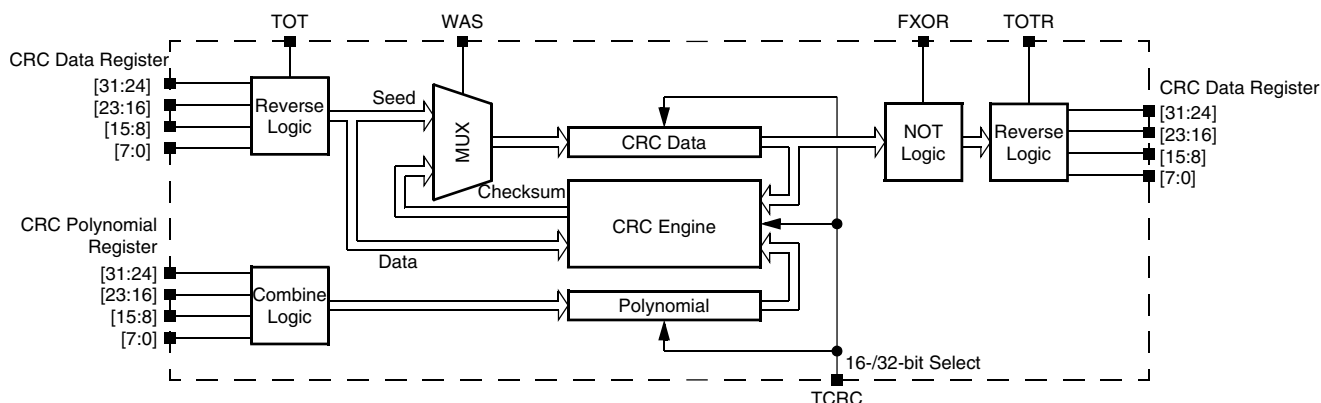 TOT
WAS
FXOR
TOTR
CRC Data Register
[31:24]
[23:16]
[15:8]
[7:0]
Reverse
Logic
Seed
MUX
CRC Data
NOT
Logic
Reverse
Logic
CRC Data Register
[31:24]
[23:16]
[15:8]
[7:0]
Checksum
CRC Engine
CRC Polynomial
Register
[31:24]
[23:16]
[15:8]
[7:0]
Data
Combine
Logic
Polynomial
16-/32-bit Select
TCRC